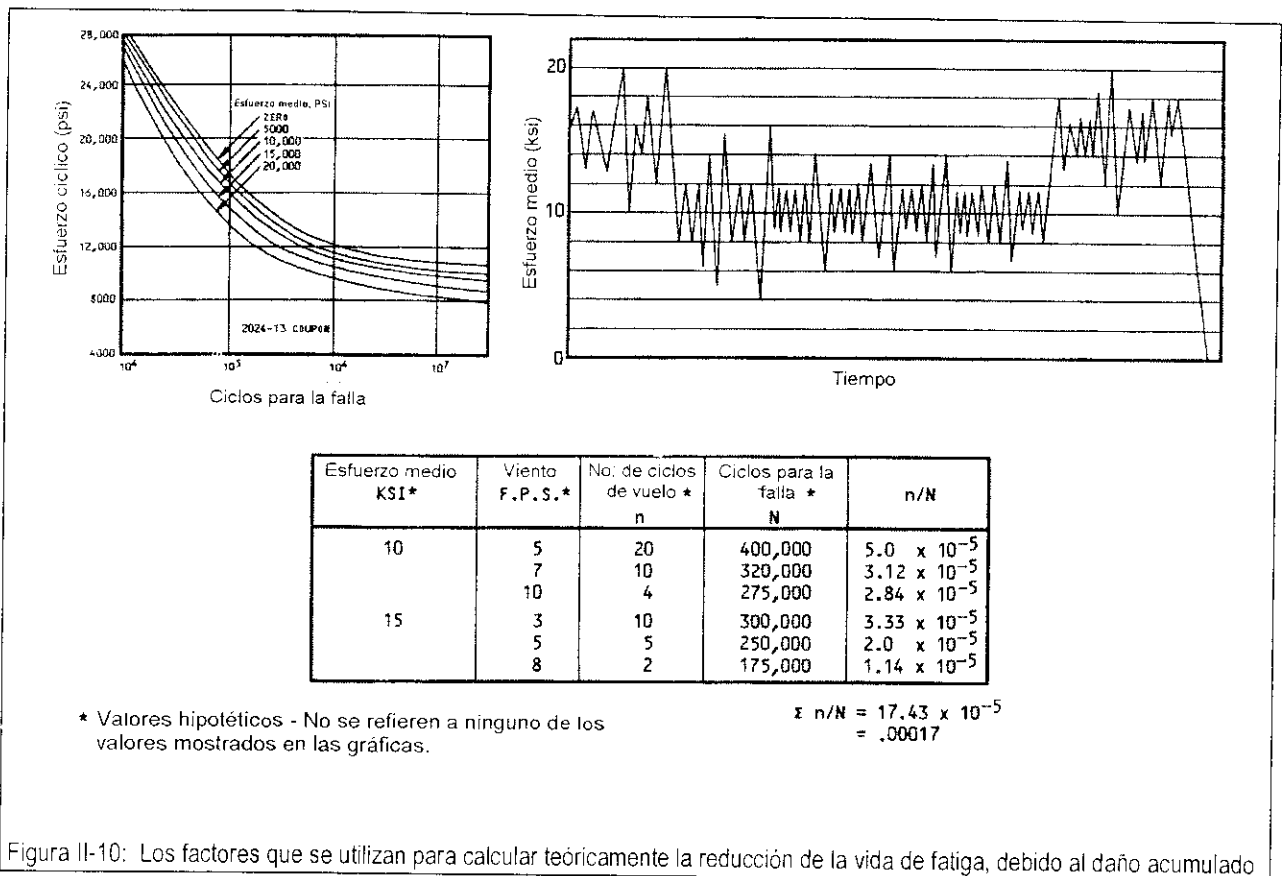 28,000
24,000
20,000
16,000
12,000
8000
4000
Esfuerzo cíclico (psi)
Esfuerzo medio, PSI
ZERO
5000
10,000
15,000
20,000
2024-T3 COUPON
10⁴
10⁵
10⁶
10⁷
Ciclos para la falla
20
10
0
Esfuerzo medio (ksi)
Tiempo
Esfuerzo medio KSI* Viento F.P.S.* No. de ciclos de vuelo * n Ciclos para la falla * N n/N
10 5 20 400,000 5.0 x 10⁻⁵
7 10 320,000 3.12 x 10⁻⁵
10 4 275,000 2.84 x 10⁻⁵
15 3 10 300,000 3.33 x 10⁻⁵
5 5 250,000 2.0 x 10⁻⁵
8 2 175,000 1.14 x 10⁻⁵
* Valores hipotéticos - No se refieren a ninguno de los
valores mostrados en las gráficas.
Σ n/N = 17.43 x 10⁻⁵
= .00017
Figura II-10: Los factores que se utilizan para calcular teóricamente la reducción de la vida de fatiga, debido al daño acumulado